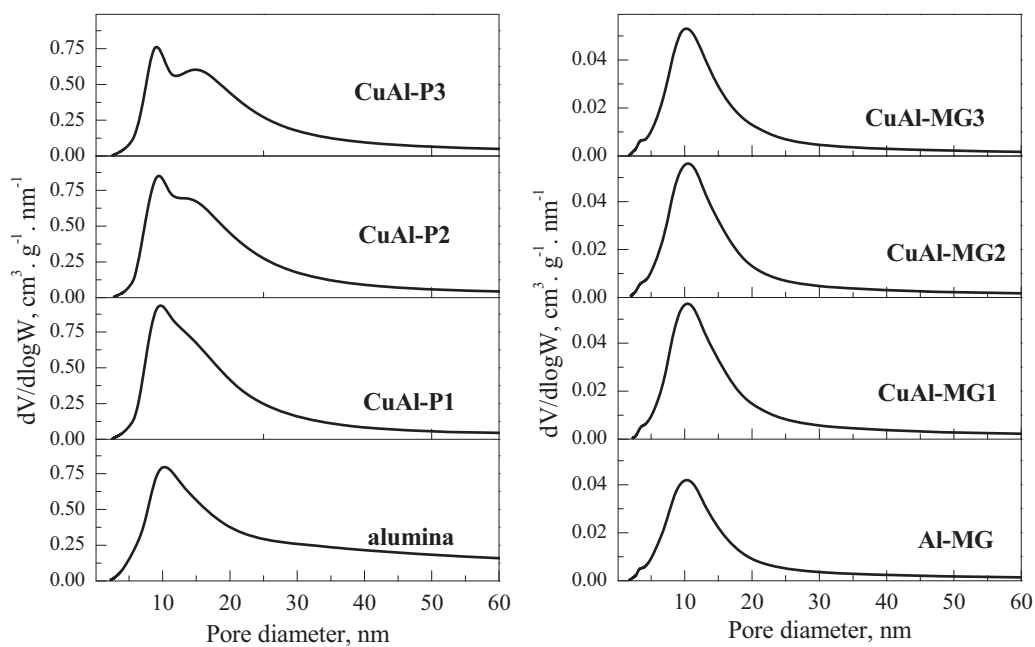 0.75
0.50
0.25
0.00
CuAl-P3
0.75
0.50
0.25
0.00
CuAl-P2
0.75
0.50
0.25
0.00
CuAl-P1
0.75
0.50
0.25
0.00
alumina
0 10 20 30 40 50 60
Pore diameter, nm
dV/dlogW, cm³. g⁻¹. nm⁻¹
0.04
0.02
0.00
CuAl-MG3
0.04
0.02
0.00
CuAl-MG2
0.04
0.02
0.00
CuAl-MG1
0.04
0.02
0.00
Al-MG
0 10 20 30 40 50 60
Pore diameter, nm
dV/dlogW, cm³. g⁻¹. nm⁻¹